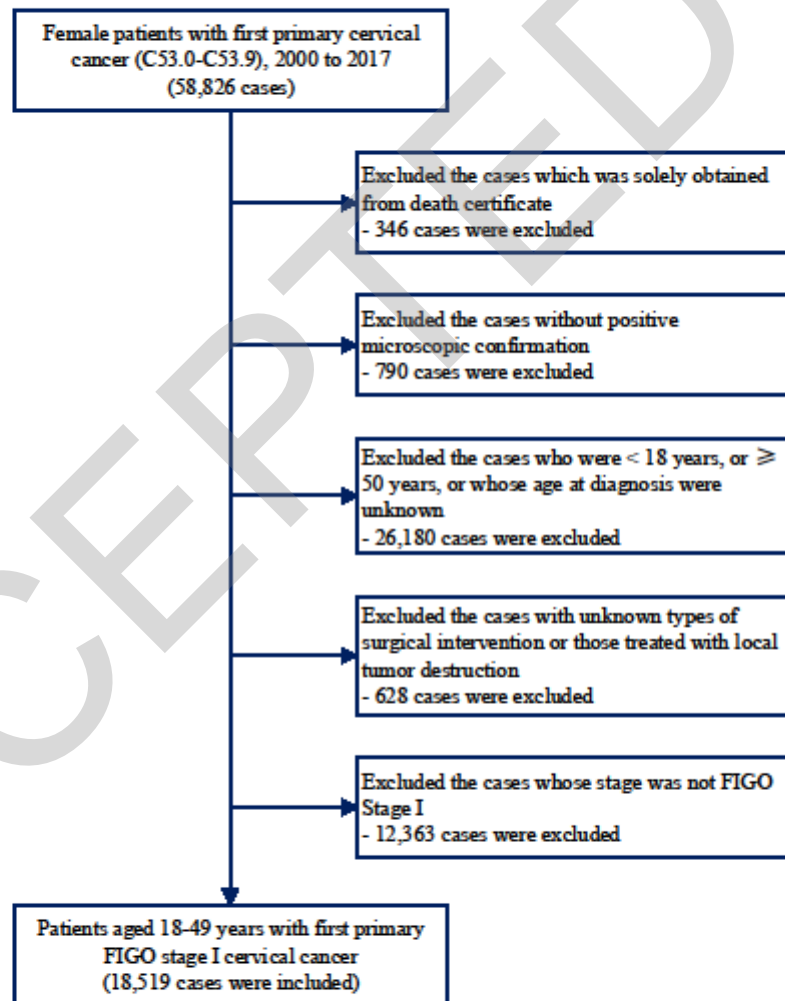 Female patients with first primary cervical
cancer (C53.0-C53.9), 2000 to 2017
(58,826 cases)
Excluded the cases which was solely obtained
from death certificate
- 346 cases were excluded
Excluded the cases without positive
microscopic confirmation
- 790 cases were excluded
Excluded the cases who were < 18 years, or ≥
50 years, or whose age at diagnosis were
unknown
- 26,180 cases were excluded
Excluded the cases with unknown types of
surgical intervention or those treated with local
tumor destruction
- 628 cases were excluded
Excluded the cases whose stage was not FIGO
Stage I
- 12,363 cases were excluded
Patients aged 18-49 years with first primary
FIGO stage I cervical cancer
(18,519 cases were included)
CEPTED